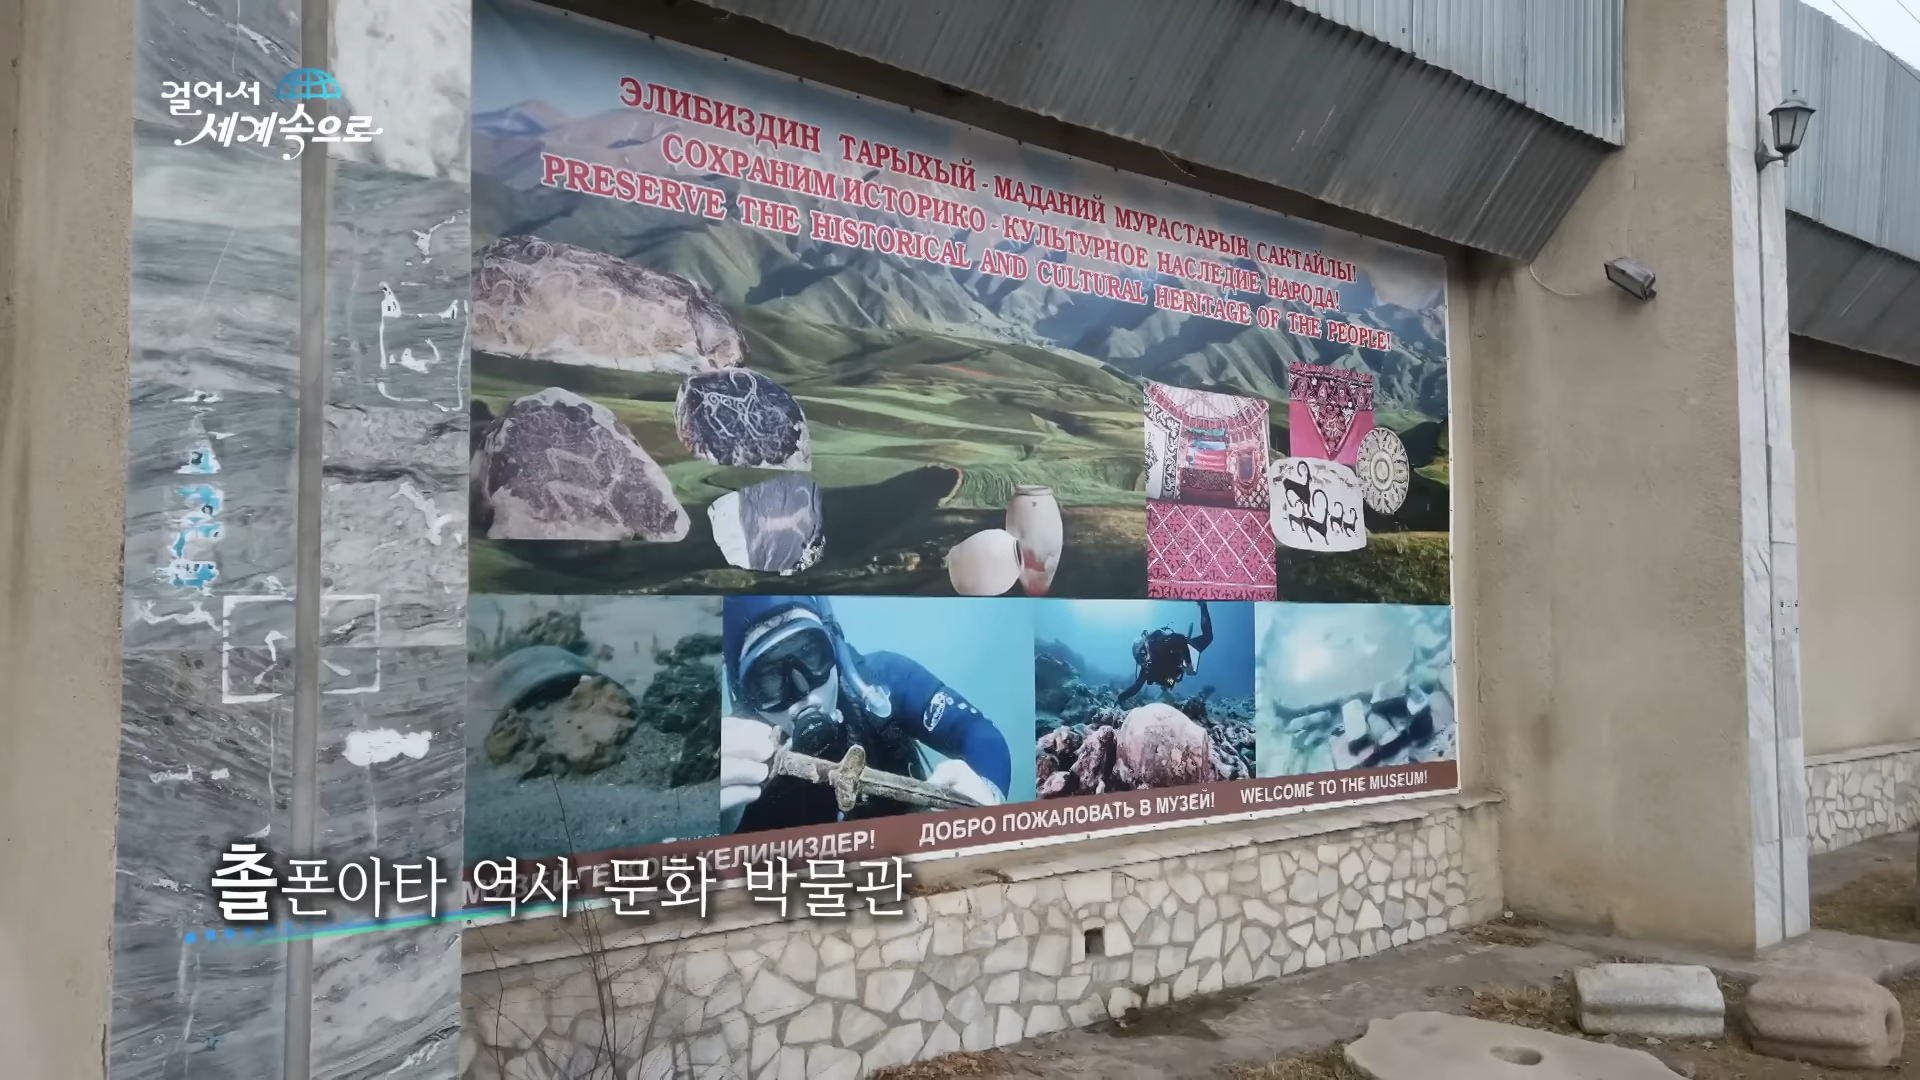 걸어서
세계속으로
ЭЛИБИЗДИН ТАРЫХЫЙ - МАДАНИЙ МУРАСТАРЫН САКТАЙЛЫ!
СОХРАНИМ ИСТОРИКО - КУЛЬТУРНОЕ НАСЛЕДИЕ НАРОДА!
PRESERVE THE HISTORICAL AND CULTURAL HERITAGE OF THE PEOPLE!
КЕЛИНИЗДЕР! ДОБРО ПОЖАЛОВАТЬ В МУЗЕЙ! WELCOME TO THE MUSEUM!
촐폰아타 역사 문화 박물관